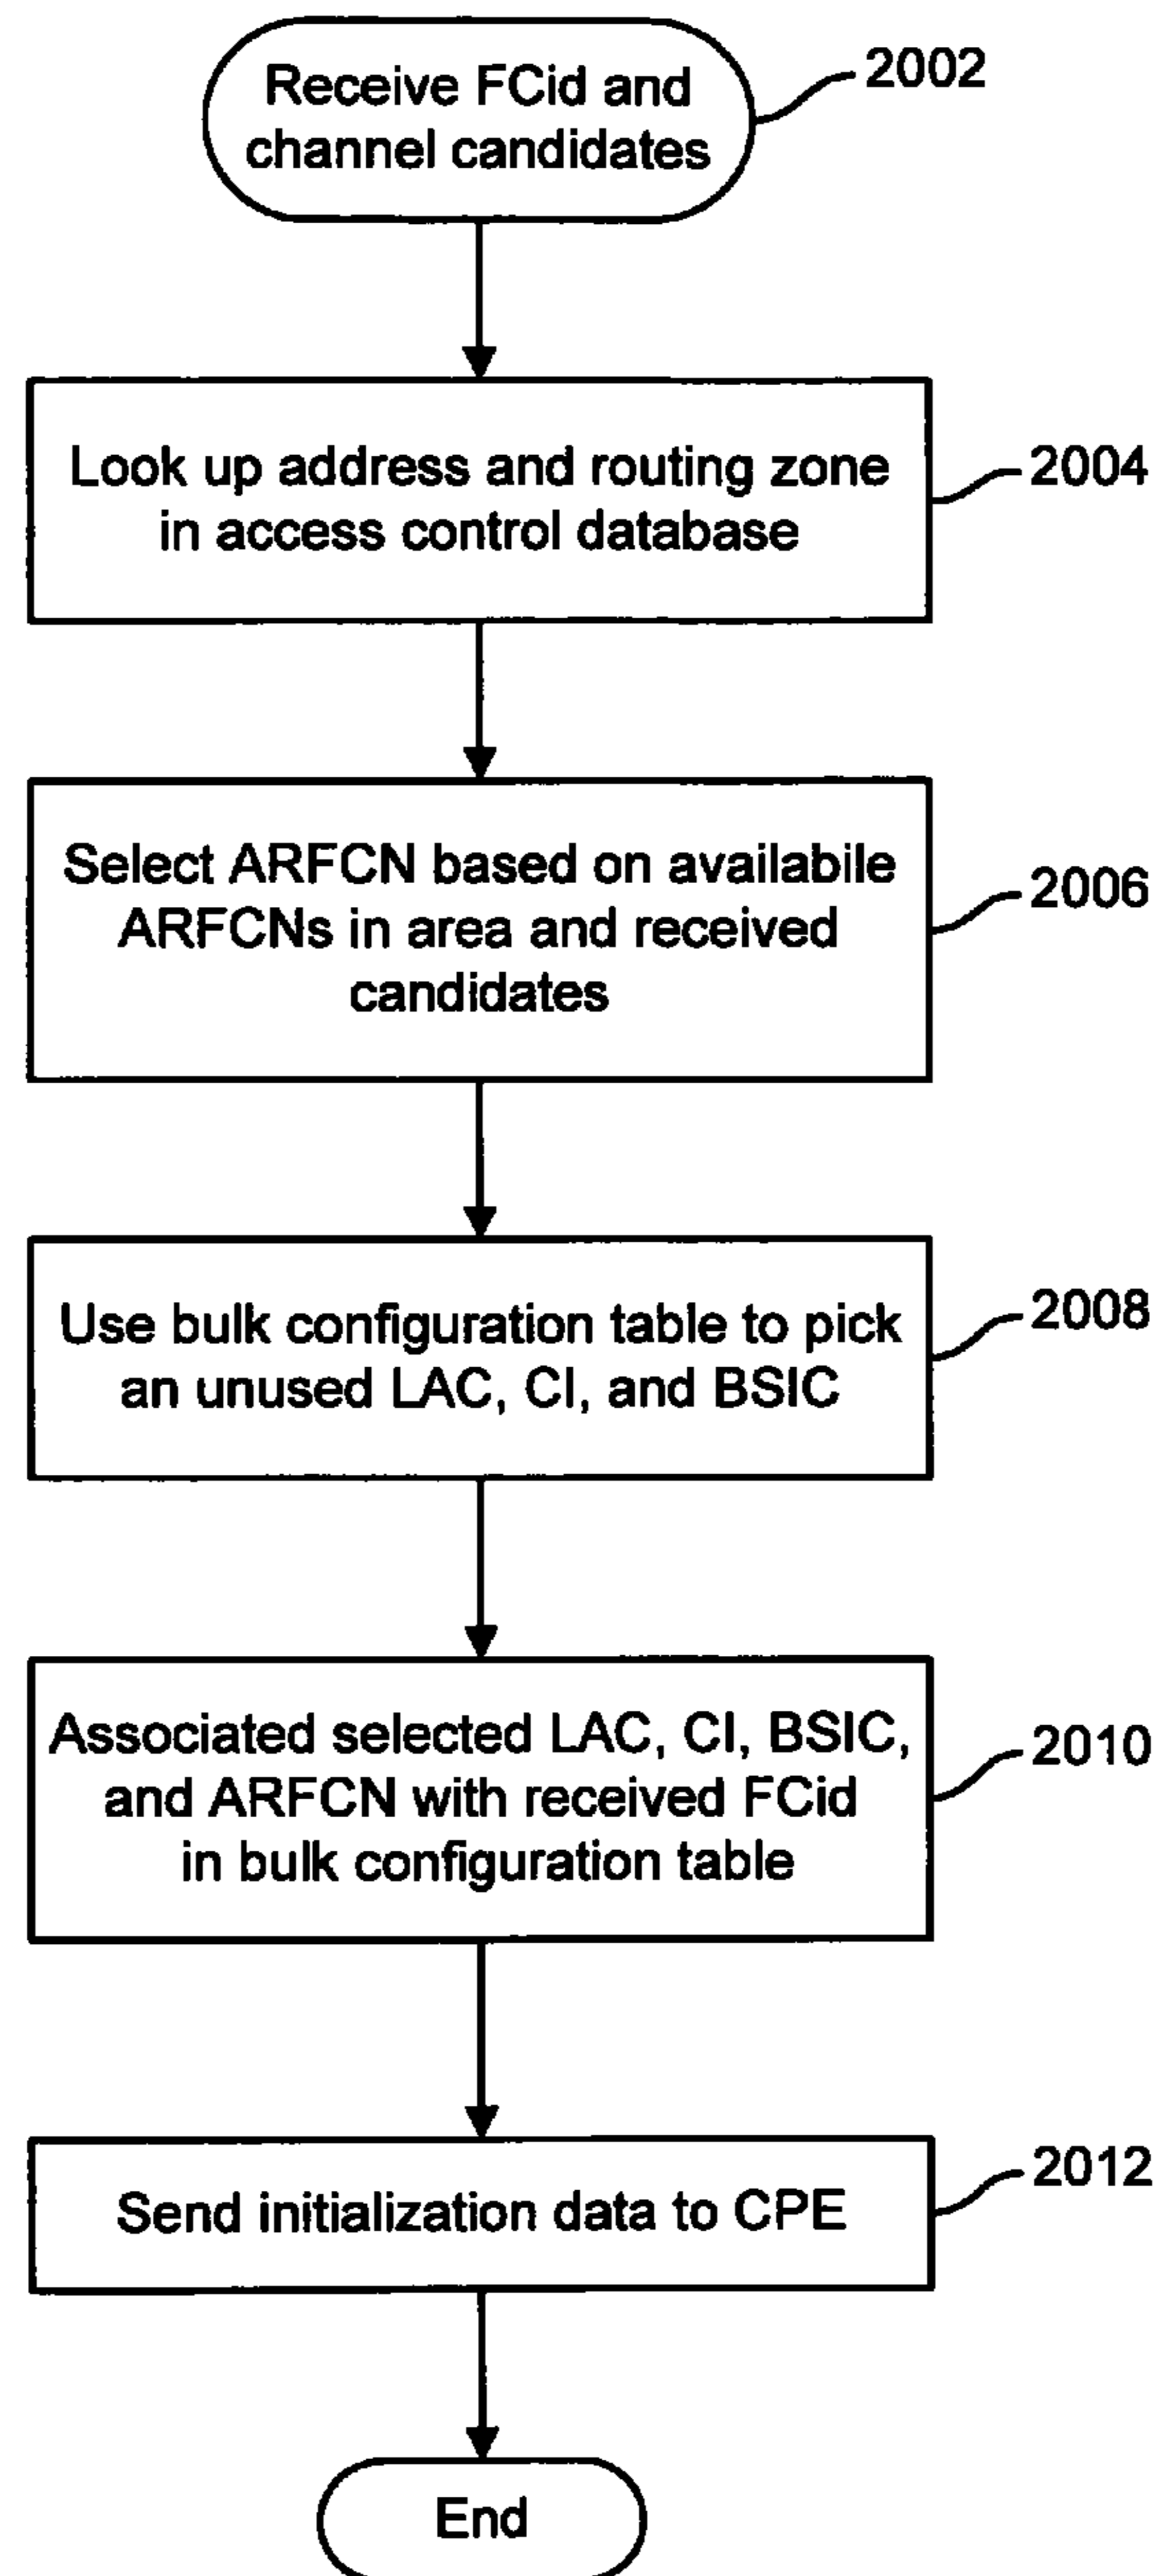 Receive FCid and
channel candidates
2002
Look up address and routing zone
in access control database
2004
Select ARFCN based on availabile
ARFCNs in area and received
candidates
2006
Use bulk configuration table to pick
an unused LAC, CI, and BSIC
2008
Associated selected LAC, CI, BSIC,
and ARFCN with received FCid
in bulk configuration table
2010
Send initialization data to CPE
2012
End